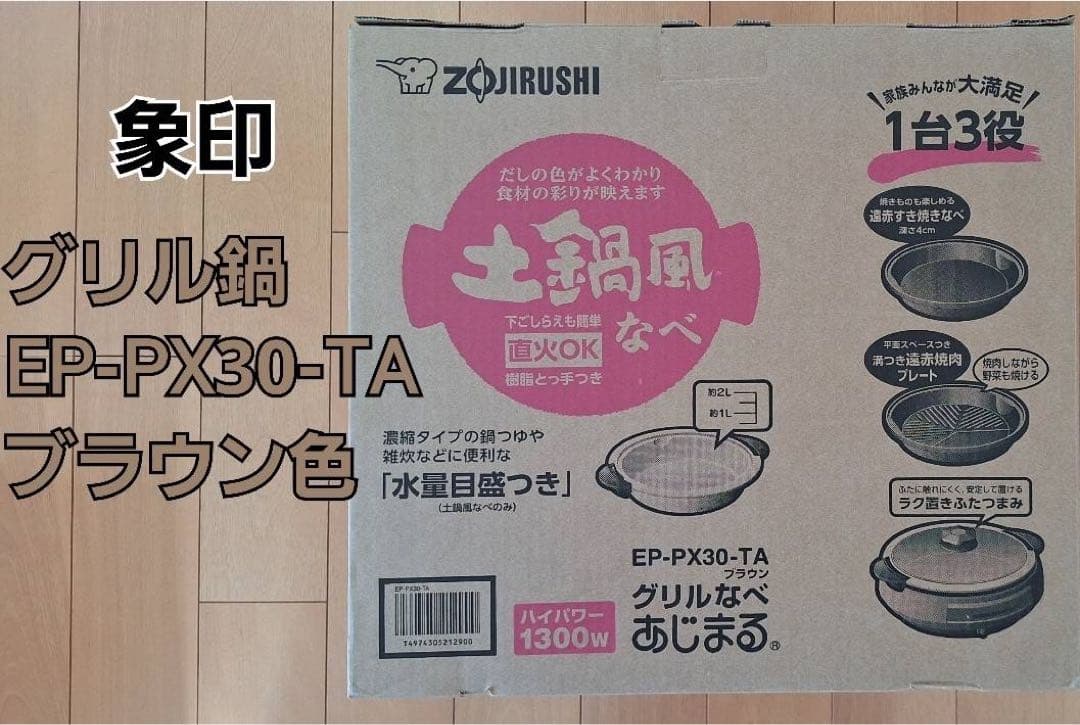 象印
グリル鍋
EP-PX30-TA
ブラウン色
ZOJIRUSHI
だしの色がよくわかり
食材の彩りが映えます
土鍋風
なべ
下ごしらえも簡単
直火OK
樹脂とっ手つき
濃縮タイプの鍋つゆや
雑炊などに便利な
「水量目盛つき」
(土鍋風なべのみ)
約2L
約1L
EP-PX30-TA
T4974305212900
ハイパワー
1300W
EP-PX30-TA
ブラウン
グリルなべ
あじまる®
家族みんなが大満足
1台3役
焼きものも楽しめる
遠赤すき焼きなべ
深さ4cm
平面スペースつき
溝つき遠赤焼肉
プレート
焼肉しながら
野菜も焼ける
ふたに触れにくく、安定して置ける
ラク置きふたつまみ